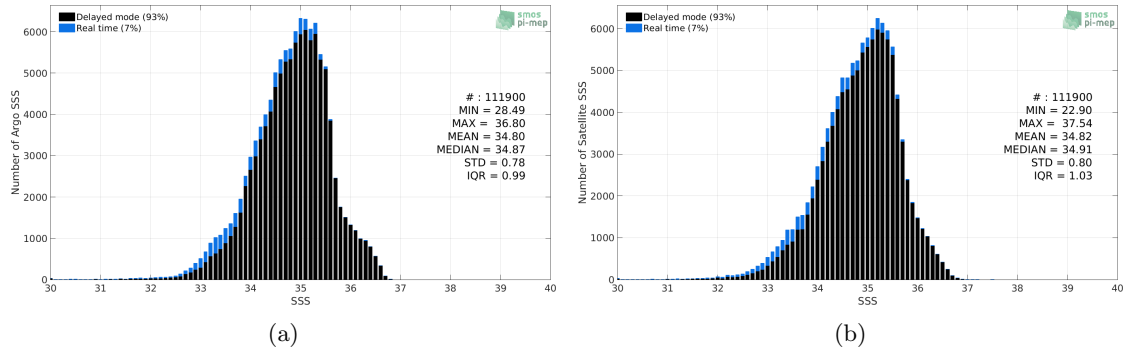 Delayed mode (93%)
Real time (7%)
smos
pi-mep
Number of Argo SSS
6000
5000
4000
3000
2000
1000
0
# : 111900
MIN = 28.49
MAX = 36.80
MEAN = 34.80
MEDIAN = 34.87
STD = 0.78
IQR = 0.99
30 31 32 33 34 35 36 37 38 39 40
SSS
(a)
Delayed mode (93%)
Real time (7%)
smos
pi-mep
Number of Satellite SSS
6000
5000
4000
3000
2000
1000
0
# : 111900
MIN = 22.90
MAX = 37.54
MEAN = 34.82
MEDIAN = 34.91
STD = 0.80
IQR = 1.03
30 31 32 33 34 35 36 37 38 39 40
SSS
(b)